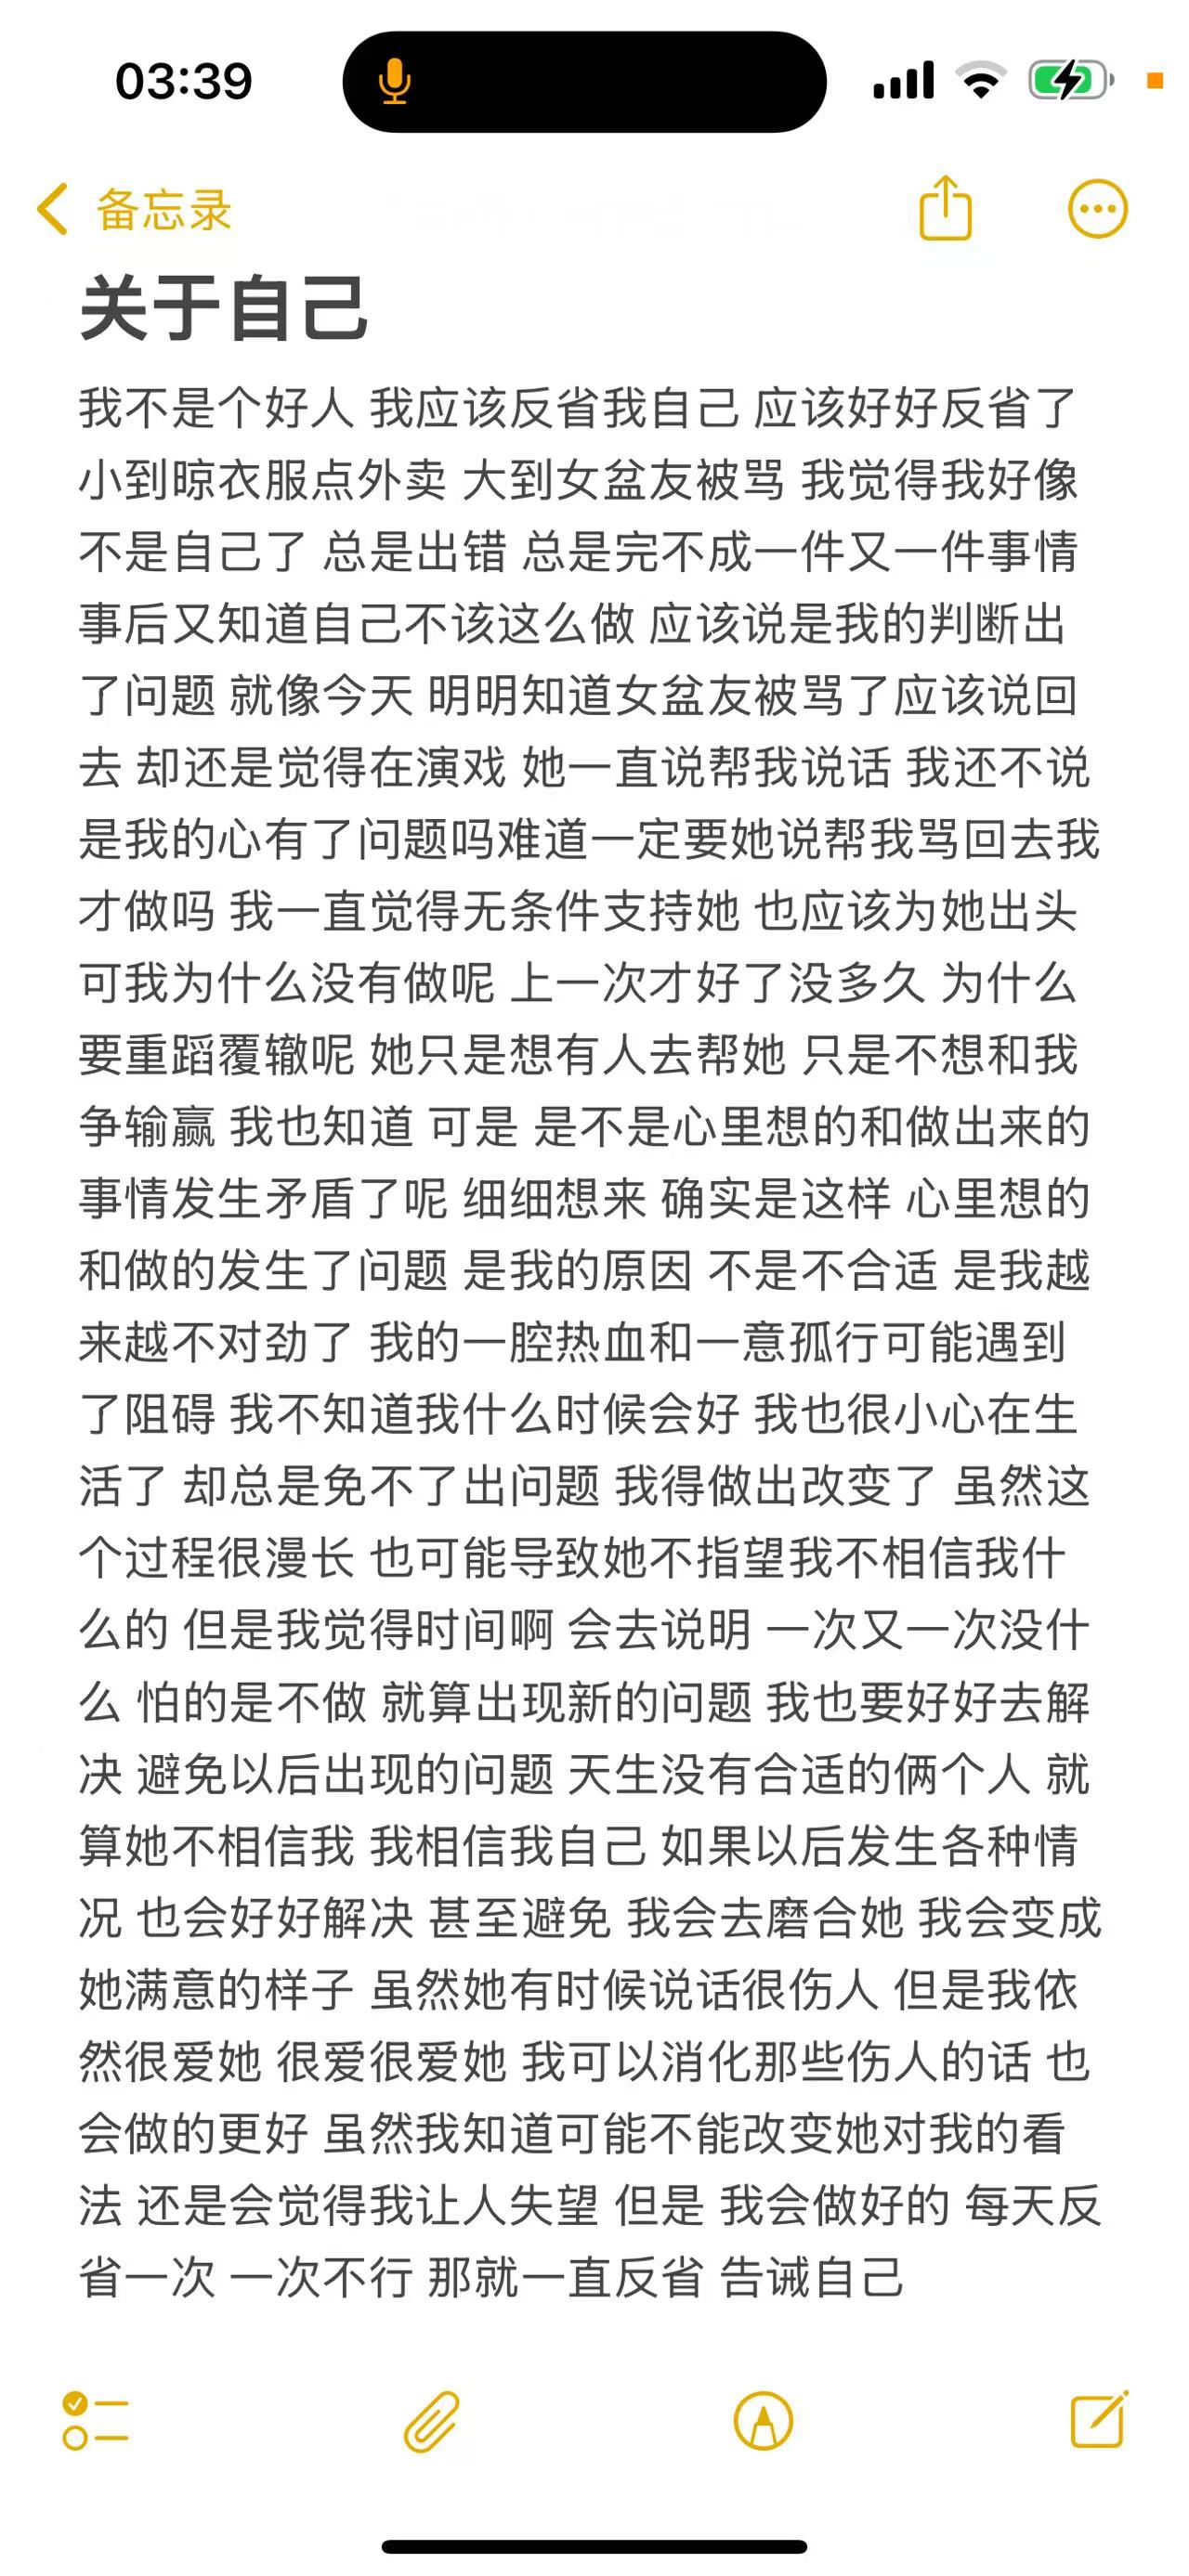 03:39
备忘录
关于自己
我不是个好人 我应该反省我自己 应该好好反省了
小到晾衣服点外卖 大到女盆友被骂 我觉得我好像
不是自己了 总是出错 总是完不成一件又一件事情
事后又知道自己不该这么做 应该说是我的判断出
了问题 就像今天 明明知道女盆友被骂了应该说回
去 却还是觉得在演戏 她一直说帮我说话 我还不说
是我的心有了问题吗难道一定要她说帮我骂回去我
才做吗 我一直觉得无条件支持她 也应该为她出头
可我为什么没有做呢 上一次才好了没多久 为什么
要重蹈覆辙呢 她只是想有人去帮她 只是不想和我
争输赢 我也知道 可是 是不是心里想的和做出来的
事情发生矛盾了呢 细细想来 确实是这样 心里想的
和做的发生了问题 是我的原因 不是不合适 是我越
来越不对劲了 我的一腔热血和一意孤行可能遇到
了阻碍 我不知道我什么时候会好 我也很小心在生
活了 却总是免不了出问题 我得做出改变了 虽然这
个过程很漫长 也可能导致她不指望我不相信我什
么的 但是我觉得时间啊 会去说明 一次又一次没什
么 怕的是不做 就算出现新的问题 我也要好好去解
决 避免以后出现的问题 天生没有合适的俩个人 就
算她不相信我 我相信我自己 如果以后发生各种情
况 也会好好解决 甚至避免 我会去磨合她 我会变成
她满意的样子 虽然她有时候说话很伤人 但是我依
然很爱她 很爱很爱她 我可以消化那些伤人的话 也
会做的更好 虽然我知道可能不能改变她对我的看
法 还是会觉得我让人失望 但是 我会做好的 每天反
省一次 一次不行 那就一直反省 告诫自己